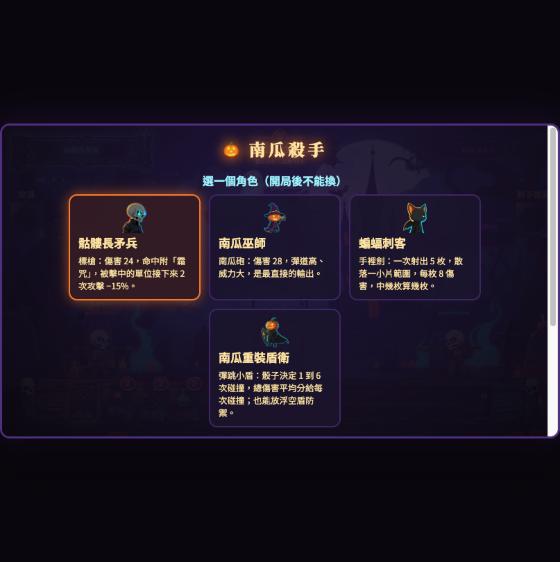 南瓜殺手
選一個角色（開局後不能換）
骷髏長矛兵
標槍：傷害 24，命中附「霜
咒」，被擊中的單位接下來 2
次攻擊 −15%。
南瓜巫師
南瓜砲：傷害 28，彈道高、
威力大，是最直接的輸出。
蝙蝠刺客
手裡劍：一次射出 5 枚，散
落一小片範圍，每枚 8 傷
害，中幾枚算幾枚。
南瓜重裝盾衛
彈跳小盾：骰子決定 1 到 6
次碰撞，總傷害平均分給每
次碰撞；也能放浮空盾防
禦。